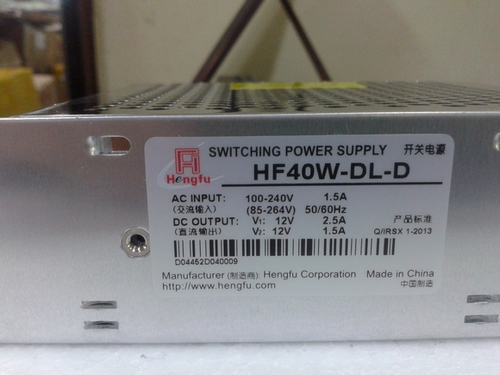 SWITCHING POWER SUPPLY 开关电源
Hengfu HF40W-DL-D
AC INPUT: 100-240V 1.5A
(交流输入) (85-264V) 50/60Hz
DC OUTPUT: V1: 12V 2.5A 产品标准
(直流输出) V2: 12V 1.5A Q/IRSX 1-2013
D04452D040009
Manufacturer (制造商): Hengfu Corporation Made in China
http://www.hengfu.com 中国制造